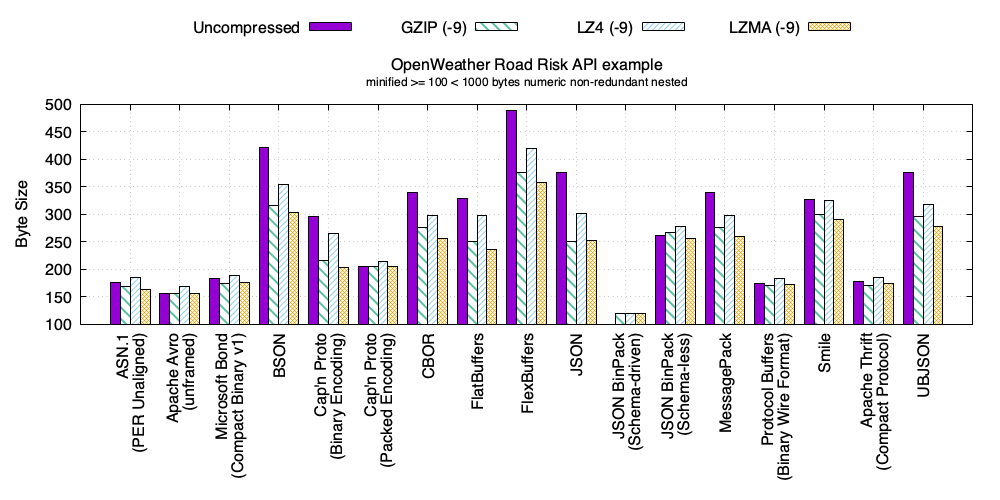 Uncompressed GZIP (-9) LZ4 (-9) LZMA (-9)
OpenWeather Road Risk API example
minified >= 100 < 1000 bytes numeric non-redundant nested
Byte Size
500
450
400
350
300
250
200
150
100
ASN.1
(PER Unaligned)
Apache Avro
(unframed)
Microsoft Bond
(Compact Binary v1)
BSON
Cap'n Proto
(Binary Encoding)
Cap'n Proto
(Packed Encoding)
CBOR
FlatBuffers
FlexBuffers
JSON
JSON BinPack
(Schema-driven)
JSON BinPack
(Schema-less)
MessagePack
Protocol Buffers
(Binary Wire Format)
Smile
Apache Thrift
(Compact Protocol)
UBJSON